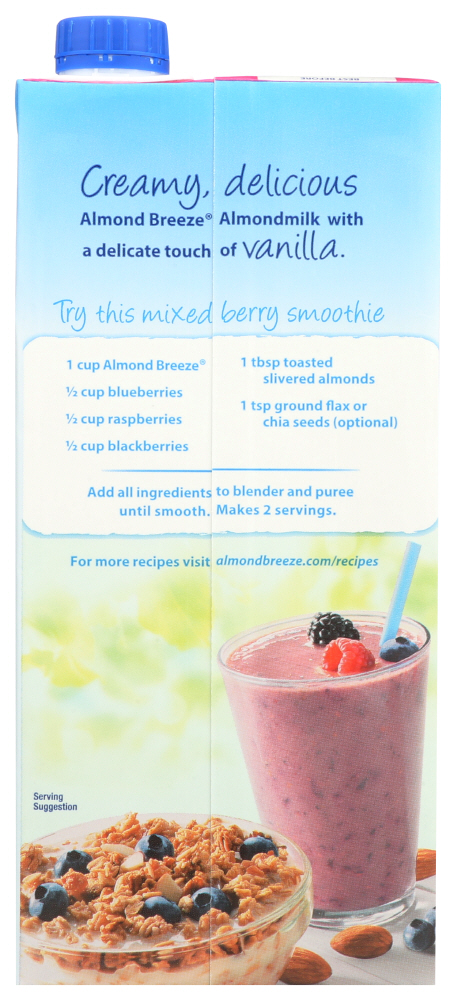 BEST BEFORE
Creamy, delicious
Almond Breeze® Almondmilk with
a delicate touch of vanilla.
Try this mixed berry smoothie
1 cup Almond Breeze®
½ cup blueberries
½ cup raspberries
½ cup blackberries
1 tbsp toasted
slivered almonds
1 tsp ground flax or
chia seeds (optional)
Add all ingredients to blender and puree
until smooth. Makes 2 servings.
For more recipes visit almondbreeze.com/recipes
Serving
Suggestion